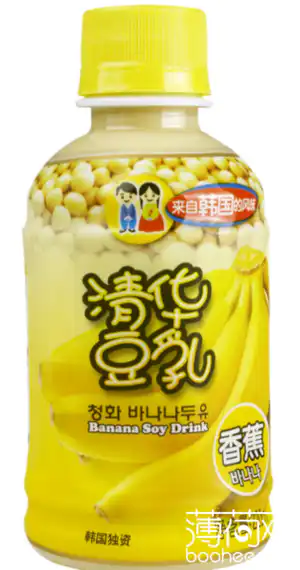 来自韩国的风味
清华
豆乳
청화 바나나두유
Banana Soy Drink
香蕉
바나나
韩国独资
薄荷
boohee